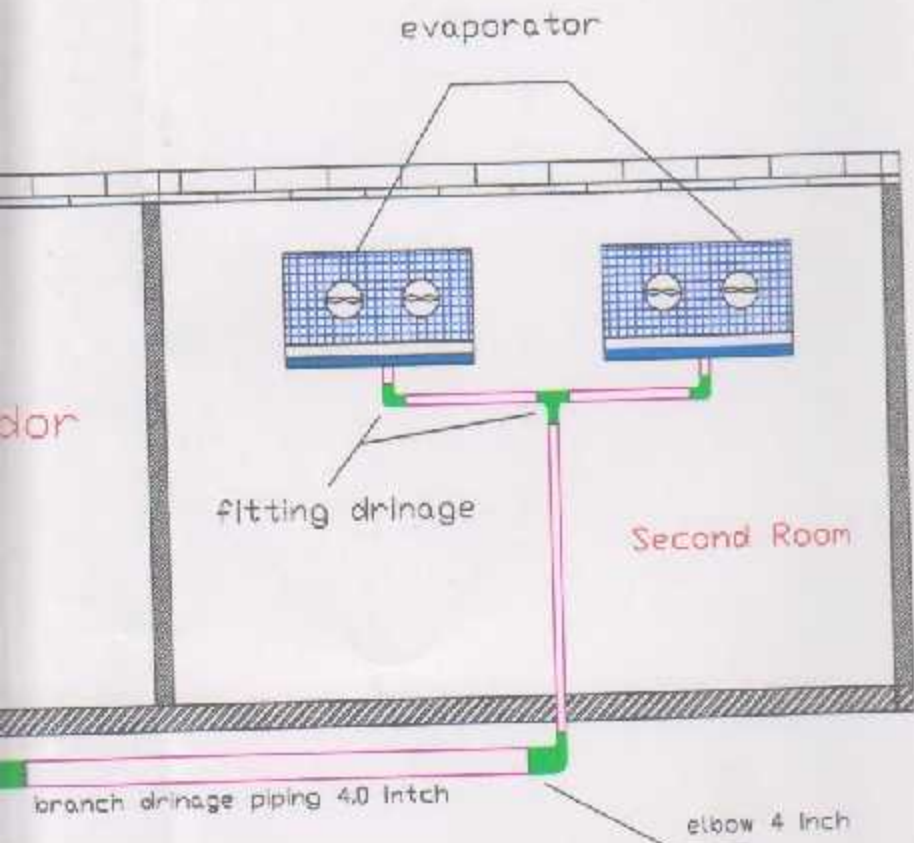 evaporator
dor
fitting drinage
Second Room
branch drinage piping 4.0 Intch
elbow 4 Inch